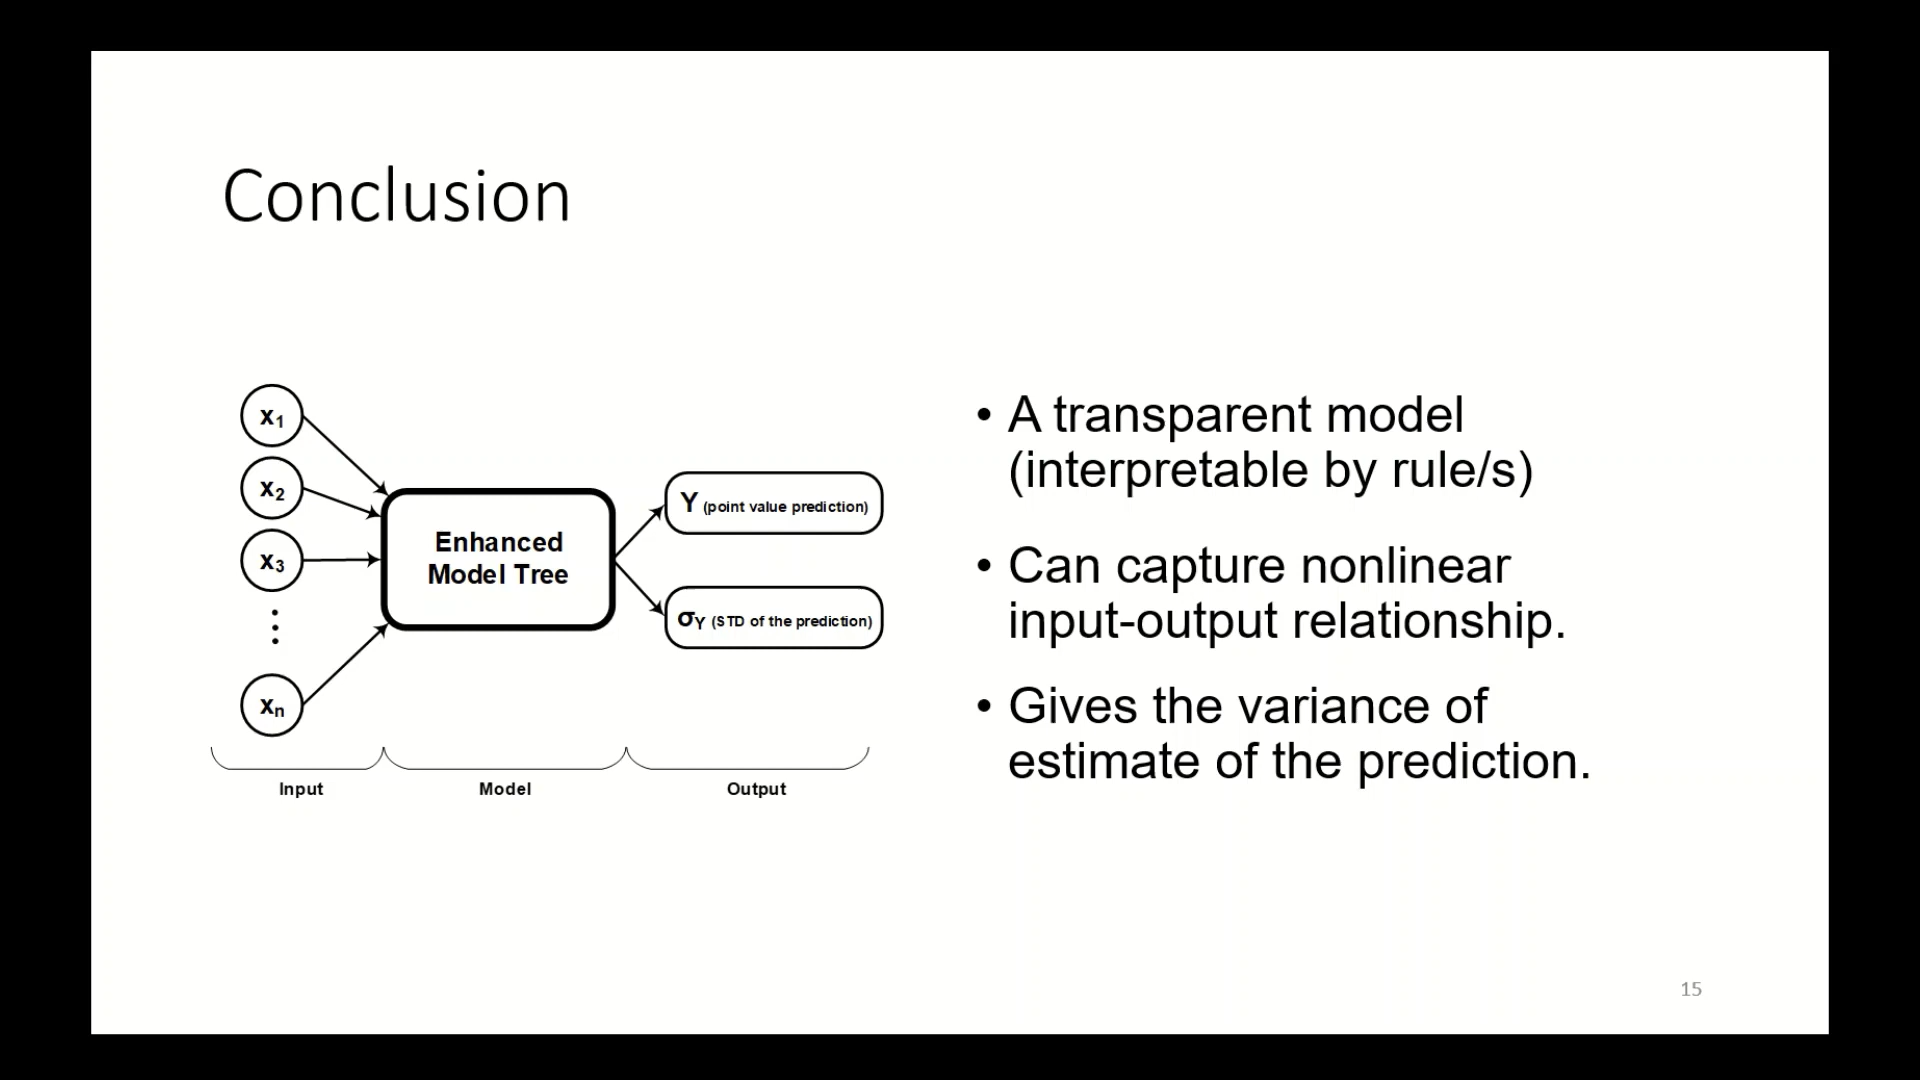 Conclusion
x1
x2
x3
xn
Enhanced
Model Tree
Y (point value prediction)
σY (STD of the prediction)
Input
Model
Output
• A transparent model
(interpretable by rule/s)
• Can capture nonlinear
input-output relationship.
• Gives the variance of
estimate of the prediction.
15